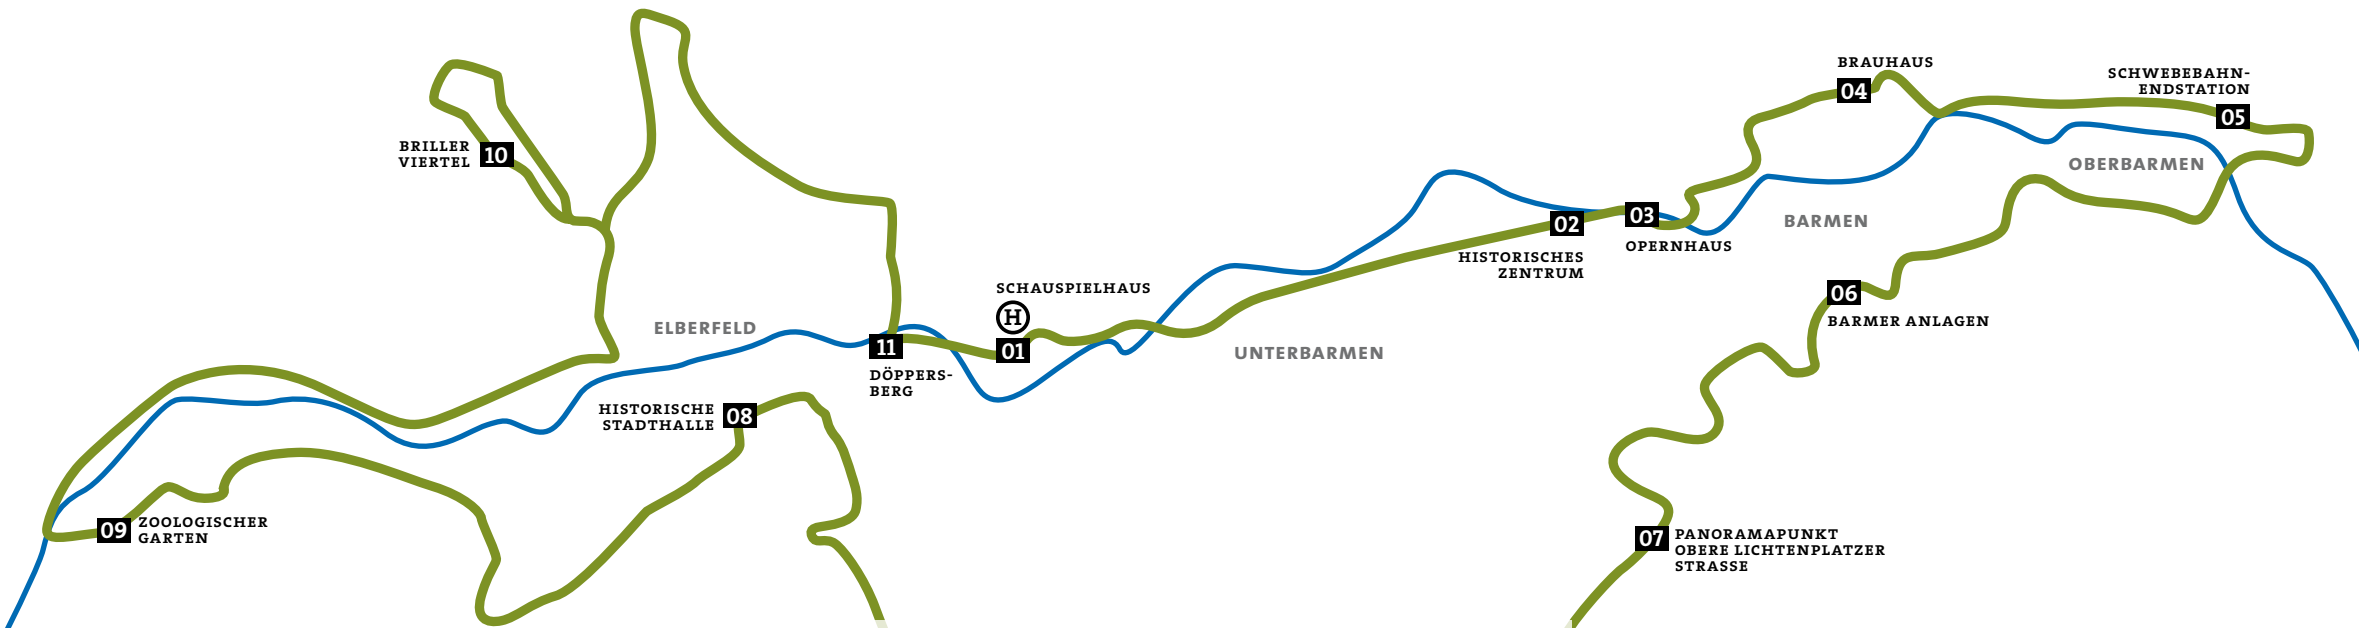 BRAUHAUS
04
SCHWEBEBAHN-
ENDSTATION
05
BRILLER
VIERTEL
10
OBERBARMEN
02
03
BARMEN
OPERNHAUS
HISTORISCHES
ZENTRUM
SCHAUSPIELHAUS
H
01
06
BARMER ANLAGEN
ELBERFELD
11
DÖPPERS-
BERG
UNTERBARMEN
HISTORISCHE
STADTHALLE
08
09
ZOOLOGISCHER
GARTEN
07
PANORAMAPUNKT
OBERE LICHTENPLATZER
STRASSE